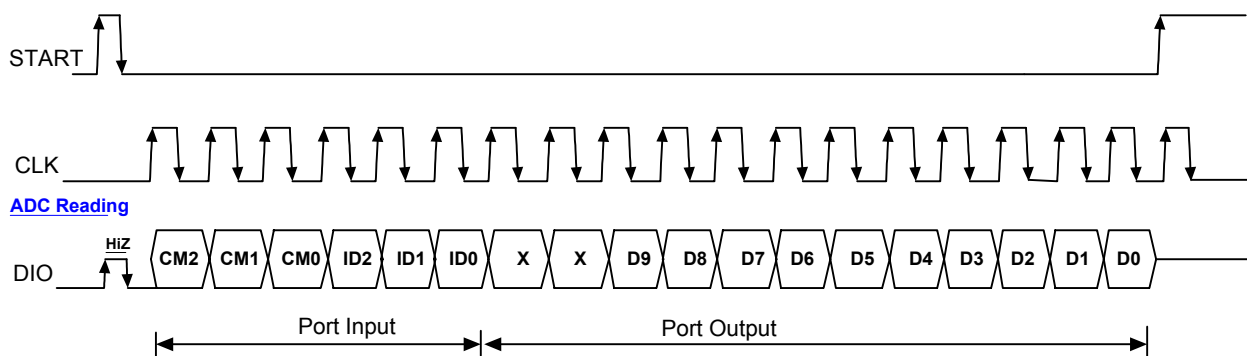 START
CLK
ADC Reading
HiZ
DIO CM2 CM1 CM0 ID2 ID1 ID0 X X D9 D8 D7 D6 D5 D4 D3 D2 D1 D0
Port Input Port Output